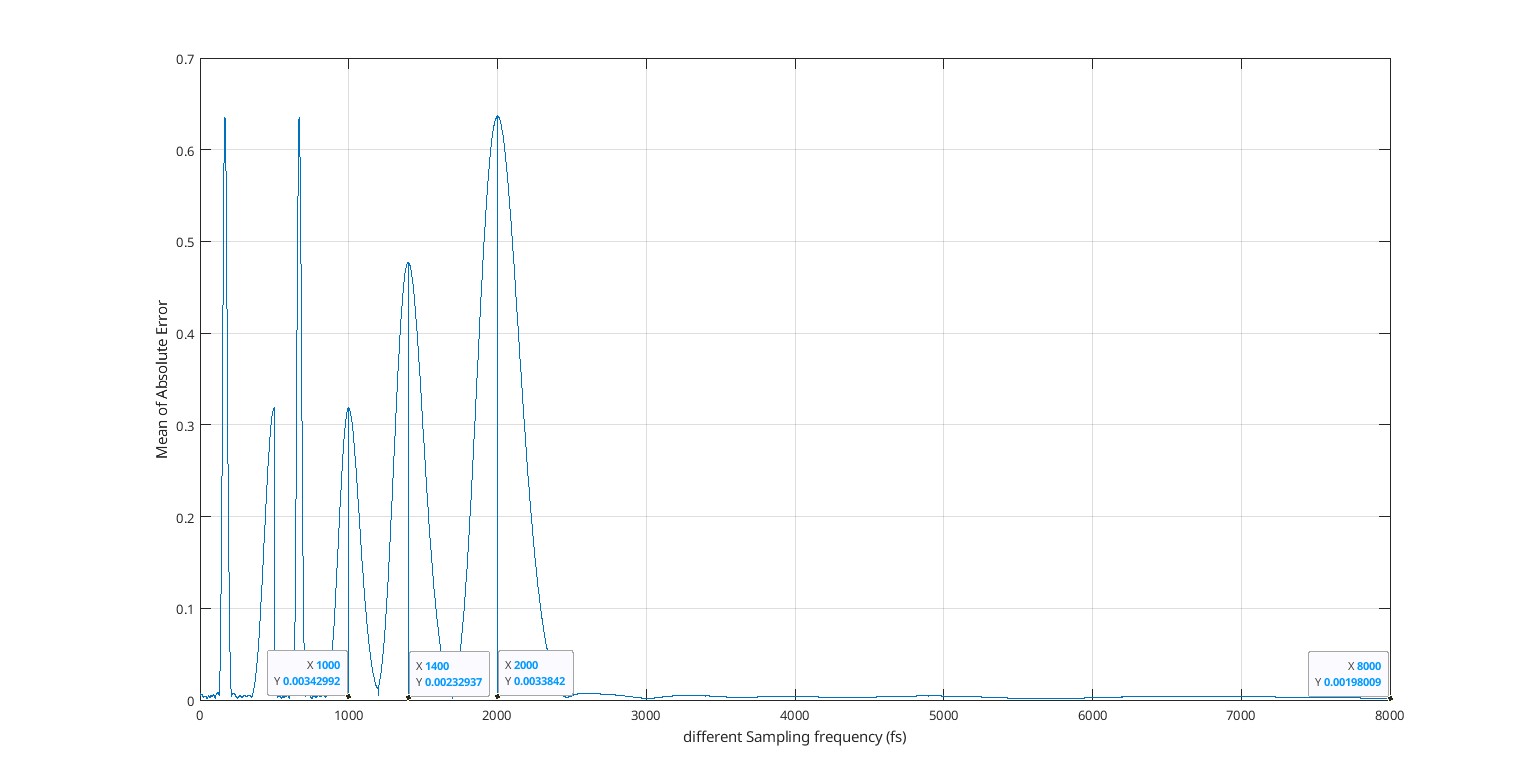 0.7
0.6
0.5
0.4
0.3
0.2
0.1
0
Mean of Absolute Error
X 1000
Y 0.00342992
X 1400
Y 0.00232937
X 2000
Y 0.0033842
X 8000
Y 0.00198009
0 1000 2000 3000 4000 5000 6000 7000 8000
different Sampling frequency (fs)